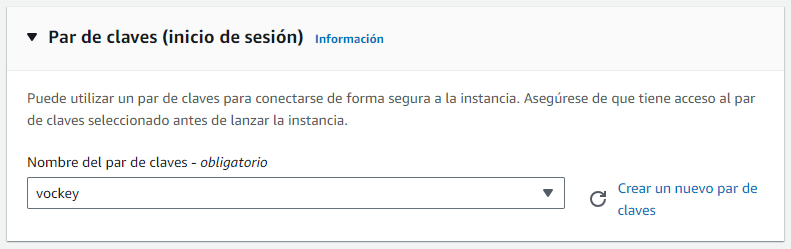 Par de claves (inicio de sesión) Información
Puede utilizar un par de claves para conectarse de forma segura a la instancia. Asegúrese de que tiene acceso al par
de claves seleccionado antes de lanzar la instancia.
Nombre del par de claves - obligatorio
vockey
Crear un nuevo par de
claves